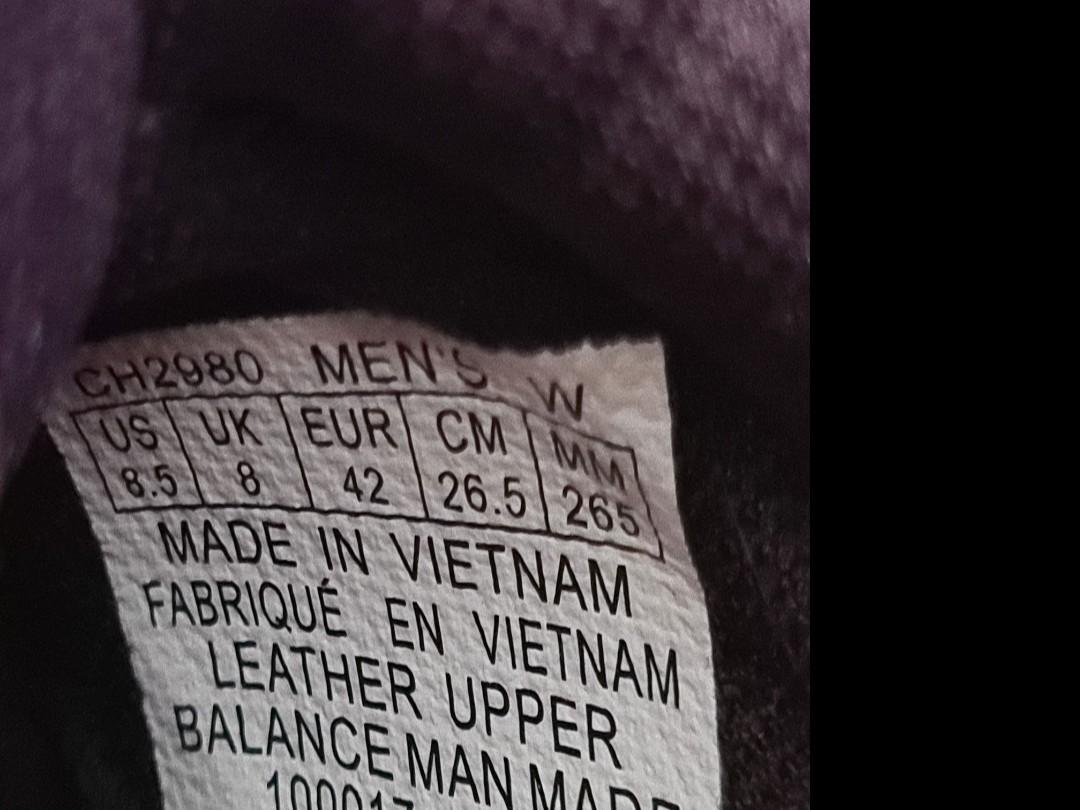 CH2980 MEN'S W
US UK EUR CM MM
8.5 8 42 26.5 265
MADE IN VIETNAM
FABRIQUÉ EN VIETNAM
LEATHER UPPER
BALANCE MAN MADE